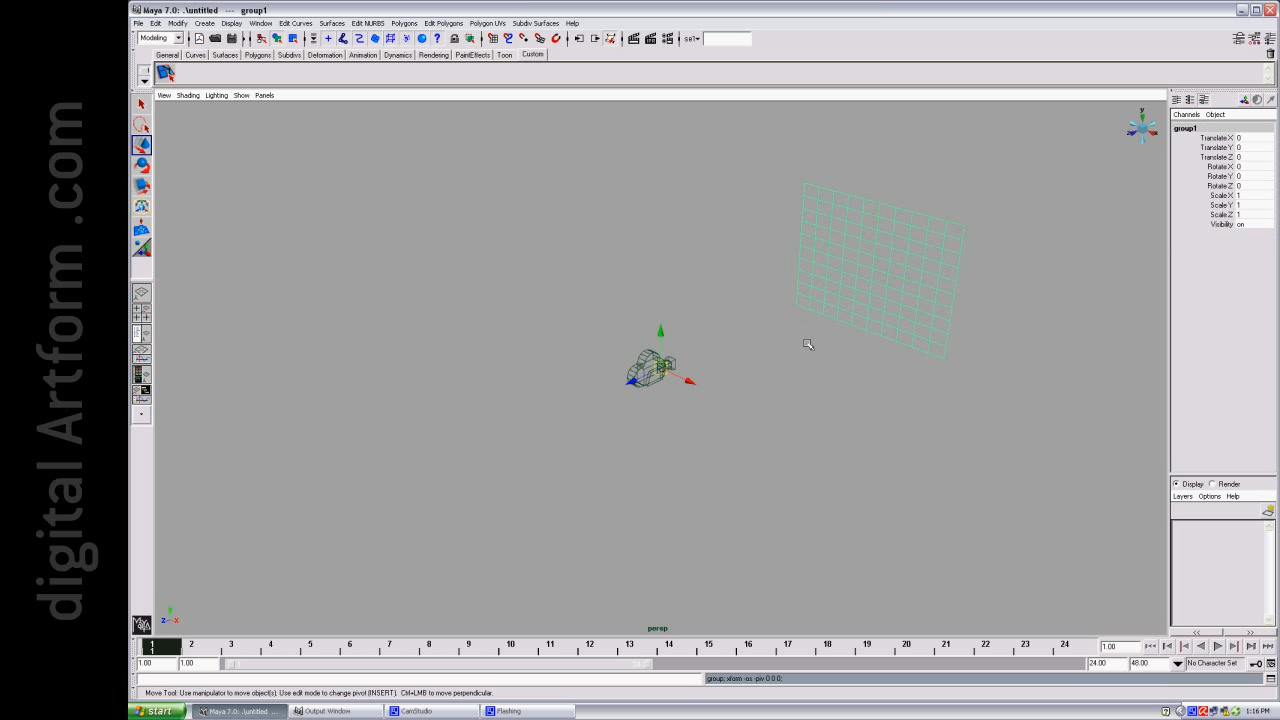 digital Artform .com
Maya 7.0: .\untitled --- group1
File Edit Modify Create Display Window Edit Curves Surfaces Edit NURBS Polygons Edit Polygons Polygon UVs Subdiv Surfaces Help
Modeling
sel
General Curves Surfaces Polygons Subdivs Deformation Animation Dynamics Rendering PaintEffects Toon Custom
View Shading Lighting Show Panels
y
Channels Object
group1
Translate X 0
Translate Y 0
Translate Z 0
Rotate X 0
Rotate Y 0
Rotate Z 0
Scale X 1
Scale Y 1
Scale Z 1
Visibility on
Display Render
Layers Options Help
z x
persp
MAYA
1 2 3 4 5 6 7 8 9 10 11 12 13 14 15 16 17 18 19 20 21 22 23 24
1
1.00
1.00 1.00 24.00 48.00 No Character Set
group; xform -os -piv 0 0 0;
Move Tool: Use manipulator to move object(s). Use edit mode to change pivot (INSERT). Ctrl+LMB to move perpendicular.
start Maya 7.0: .\untitled ... Output Window CamStudio Flashing 1:16 PM